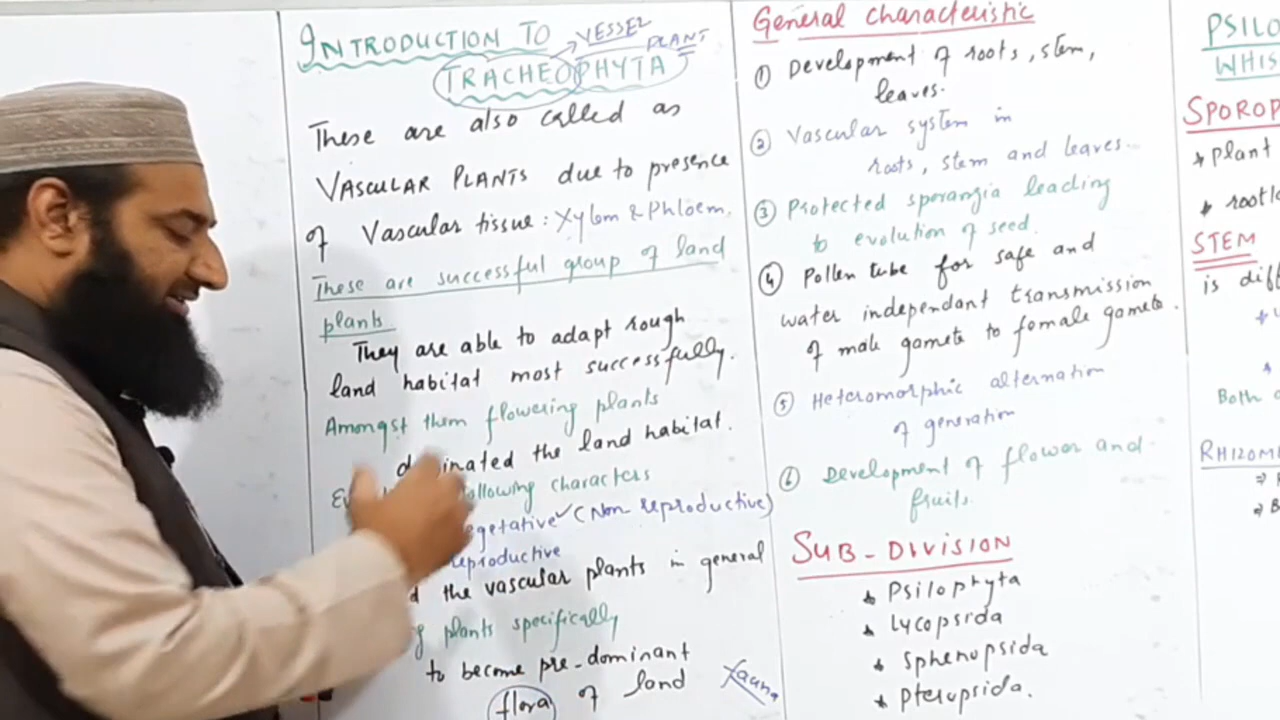 INTRODUCTION TO
VESSEL
PLANT
TRACHEOPHYTA
These are also called as
VASCULAR PLANTS due to presence
of Vascular tissue: Xylem & Phloem.
These are successful group of land
plants
They are able to adapt rough
land habitat most successfully.
Amongst them flowering plants
the land habitat.
following characters
(Non reproductive)
reproductive
the vascular plants in general
plants specifically
to become pre-dominant
flora of land
General characteristic
① Development of roots, stem,
leaves.
② Vascular system in
roots, stem and leaves.
③ Protected sporangia leading
to evolution of seed.
④ Pollen tube for safe and
water independant transmission
of male gamete to female gamete.
⑤ Heteromorphic alternation
of generation
⑥ Development of flower and
fruits.
SUB-DIVISION
* Psilophyta
* Lycopsida
* Sphenopsida
* Pteropsida.
PSILO
WHIS
SPOROP
* Plant
* rootl
STEM
is diff
Both
RHIZOM